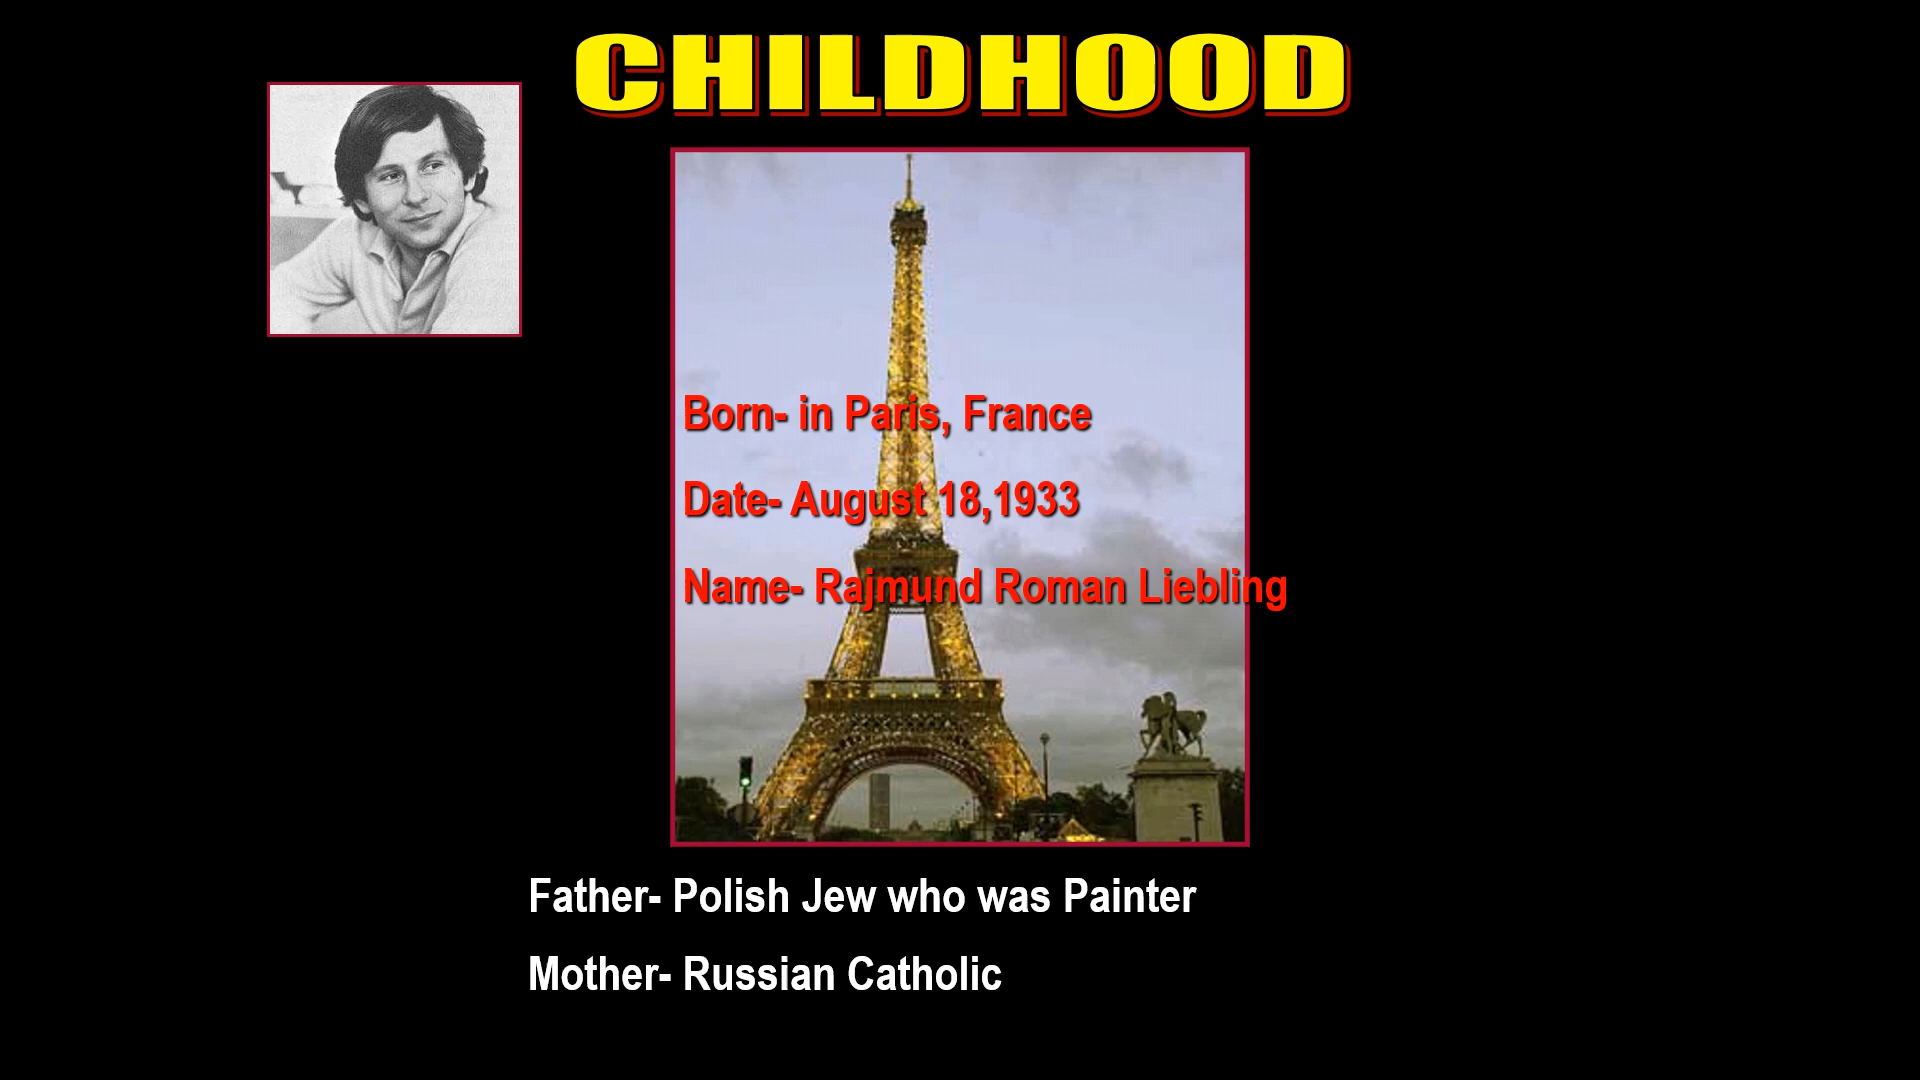 CHILDHOOD
Born- in Paris, France
Date- August 18,1933
Name- Rajmund Roman Liebling
Father- Polish Jew who was Painter
Mother- Russian Catholic